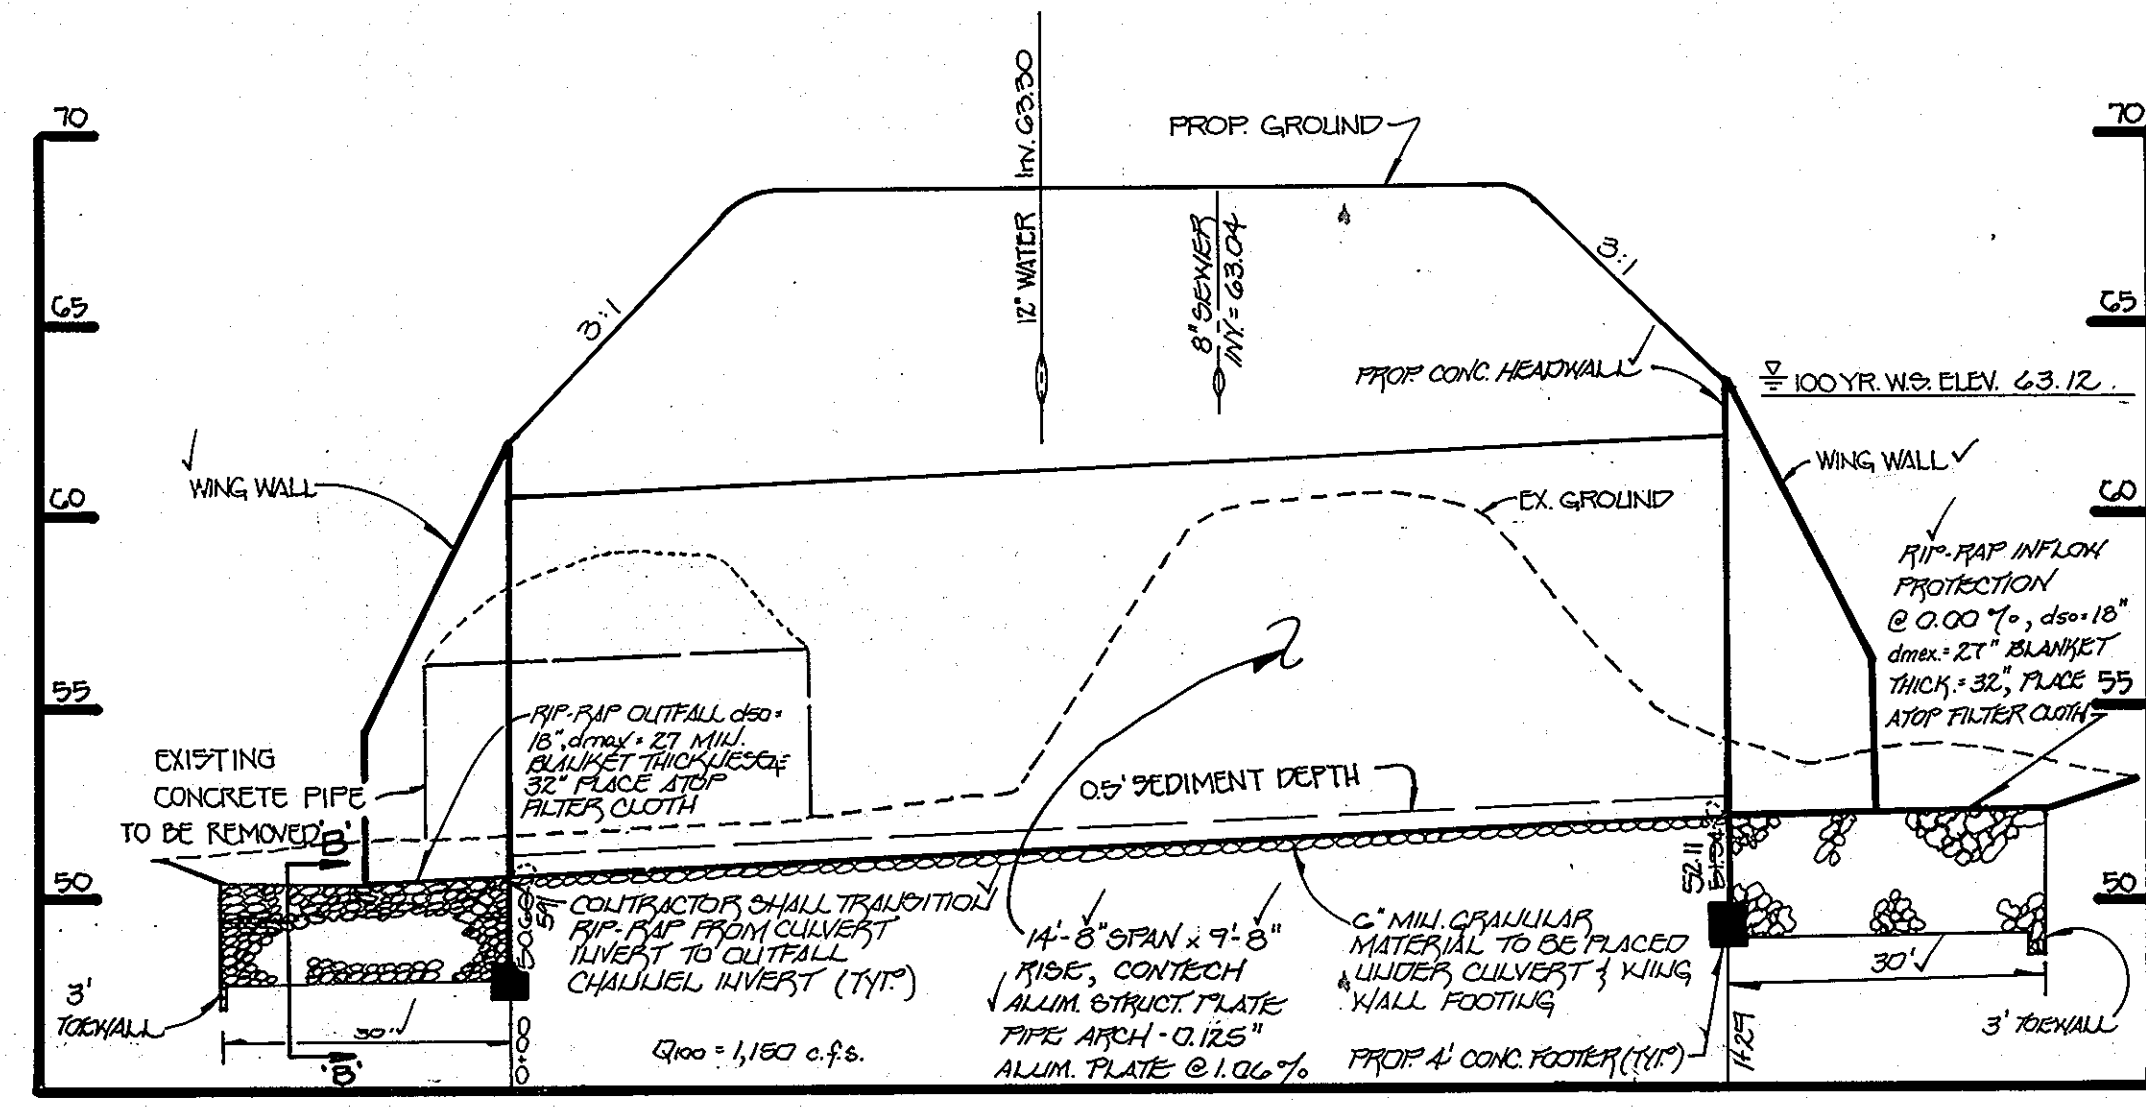 70
65
60
55
50
70
65
60
55
50
Inv. 63.30
12" WATER
PROP. GROUND
8" SEWER
INV. = 63.04
3:1
3:1
PROP. CONC. HEADWALL
100 YR. W.S. ELEV. 63.12
WING WALL
WING WALL
EX. GROUND
RIP-RAP INFLOW
PROTECTION
@ 0.00 %, d50=18"
dmax.=27" BLANKET
THICK.=32", PLACE
ATOP FILTER CLOTH
RIP-RAP OUTFALL d50=
18", dmax=27 MIN.
BLANKET THICKNESS=
32" PLACE ATOP
FILTER CLOTH
EXISTING
CONCRETE PIPE
TO BE REMOVED
'B'
0.5' SEDIMENT DEPTH
CONTRACTOR SHALL TRANSITION
RIP-RAP FROM CULVERT
INVERT TO OUTFALL
CHANNEL INVERT (TYP.)
14'-8" SPAN x 9'-8"
RISE, CONTECH
ALUM. STRUCT. PLATE
PIPE ARCH - 0.125"
ALUM. PLATE @ 1.06 %
6" MIN. GRANULAR
MATERIAL TO BE PLACED
UNDER CULVERT & WING
WALL FOOTING
52.11
3'
TOEWALL
30'
'B'
0+00
Q100 = 1,150 c.f.s.
PROP. 4' CONC. FOOTER (TYP.)
1+29
30'
3' TOEWALL